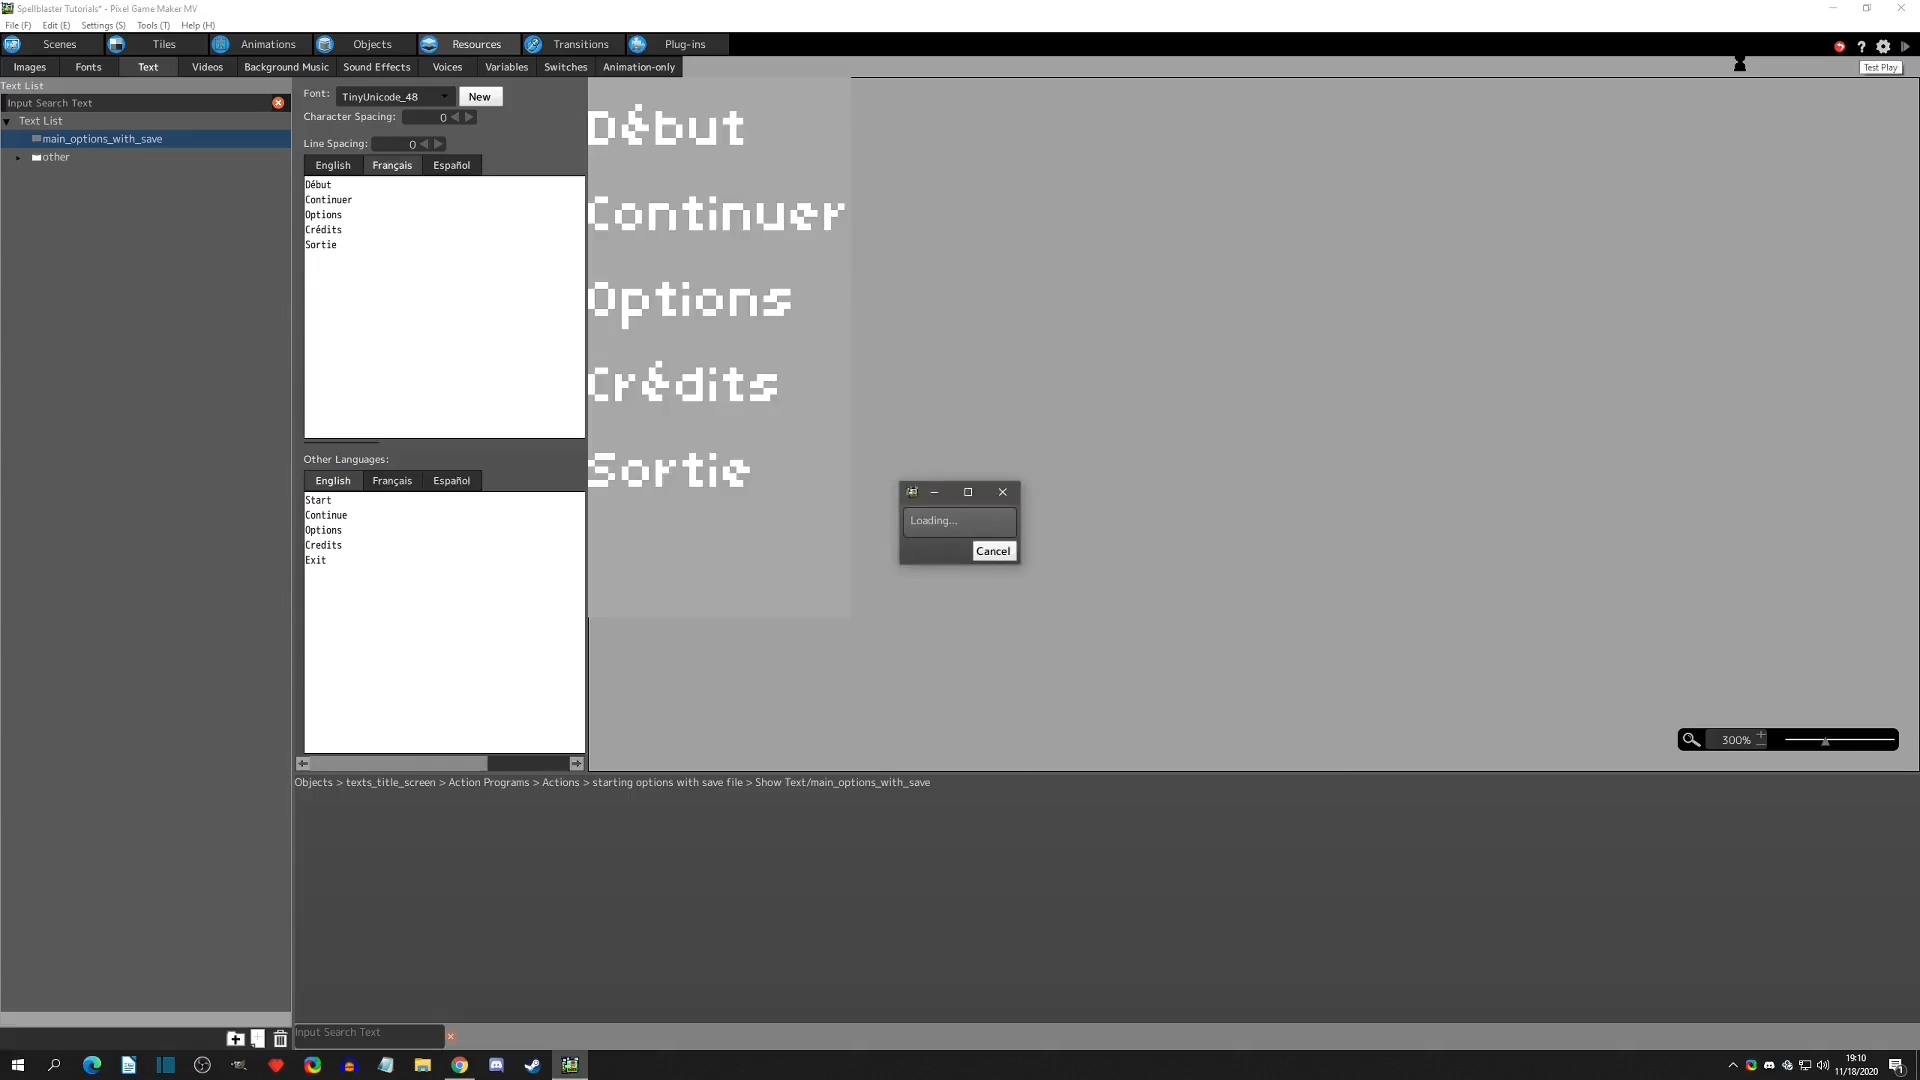 Spellblaster Tutorials* - Pixel Game Maker MV
File (F) Edit (E) Settings (S) Tools (T) Help (H)
Scenes Tiles Animations Objects Resources Transitions Plug-ins
Images Fonts Text Videos Background Music Sound Effects Voices Variables Switches Animation-only
Test Play
Text List
Input Search Text
Text List
main_options_with_save
other
Font: TinyUnicode_48 New
Character Spacing: 0
Line Spacing: 0
English Français Español
Début
Continuer
Options
Crédits
Sortie
Other Languages:
English Français Español
Start
Continue
Options
Credits
Exit
Début
Continuer
Options
Crédits
Sortie
Loading...
Cancel
300%
Objects > texts_title_screen > Action Programs > Actions > starting options with save file > Show Text/main_options_with_save
Input Search Text
19:10
11/18/2020